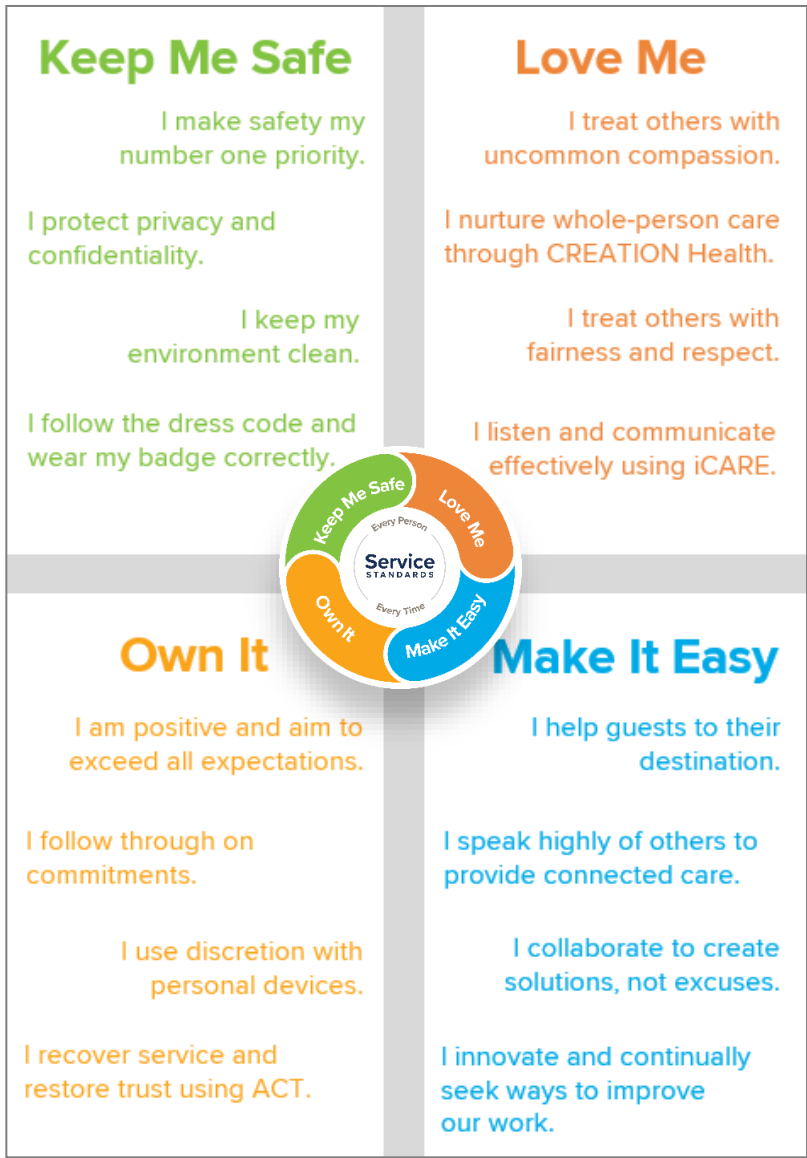 Keep Me Safe
I make safety my
number one priority.
I protect privacy and
confidentiality.
I keep my
environment clean.
I follow the dress code and
wear my badge correctly.
Love Me
I treat others with
uncommon compassion.
I nurture whole-person care
through CREATION Health.
I treat others with
fairness and respect.
I listen and communicate
effectively using iCARE.
Keep Me Safe
Love Me
Every Person
Service
STANDARDS
Every Time
Own It
Make It Easy
Own It
I am positive and aim to
exceed all expectations.
I follow through on
commitments.
I use discretion with
personal devices.
I recover service and
restore trust using ACT.
Make It Easy
I help guests to their
destination.
I speak highly of others to
provide connected care.
I collaborate to create
solutions, not excuses.
I innovate and continually
seek ways to improve
our work.